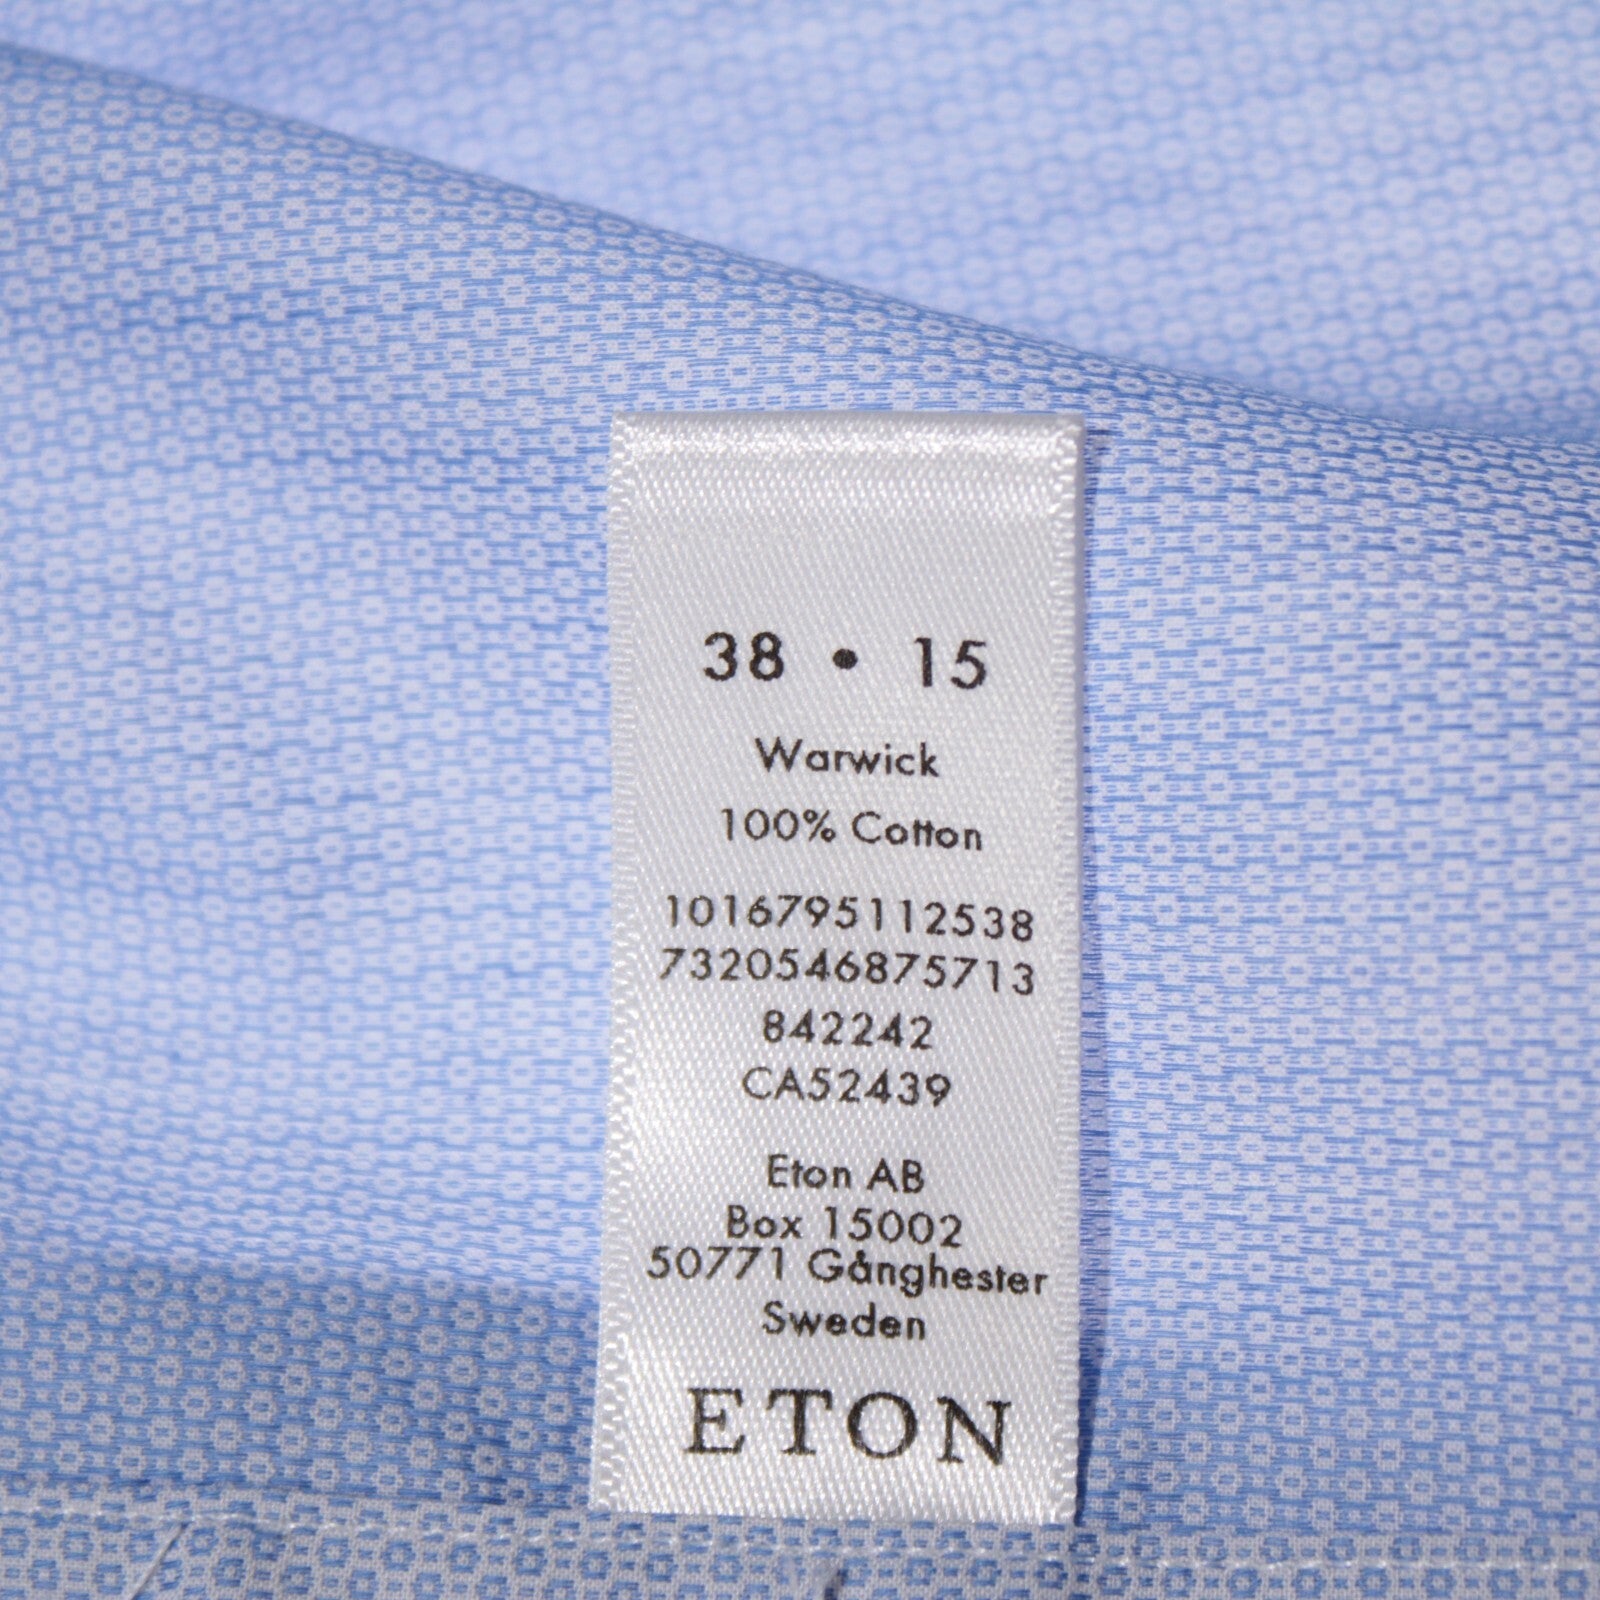 38 • 15
Warwick
100% Cotton
1016795112538
7320546875713
842242
CA52439
Eton AB
Box 15002
50771 Gånghester
Sweden
ETON